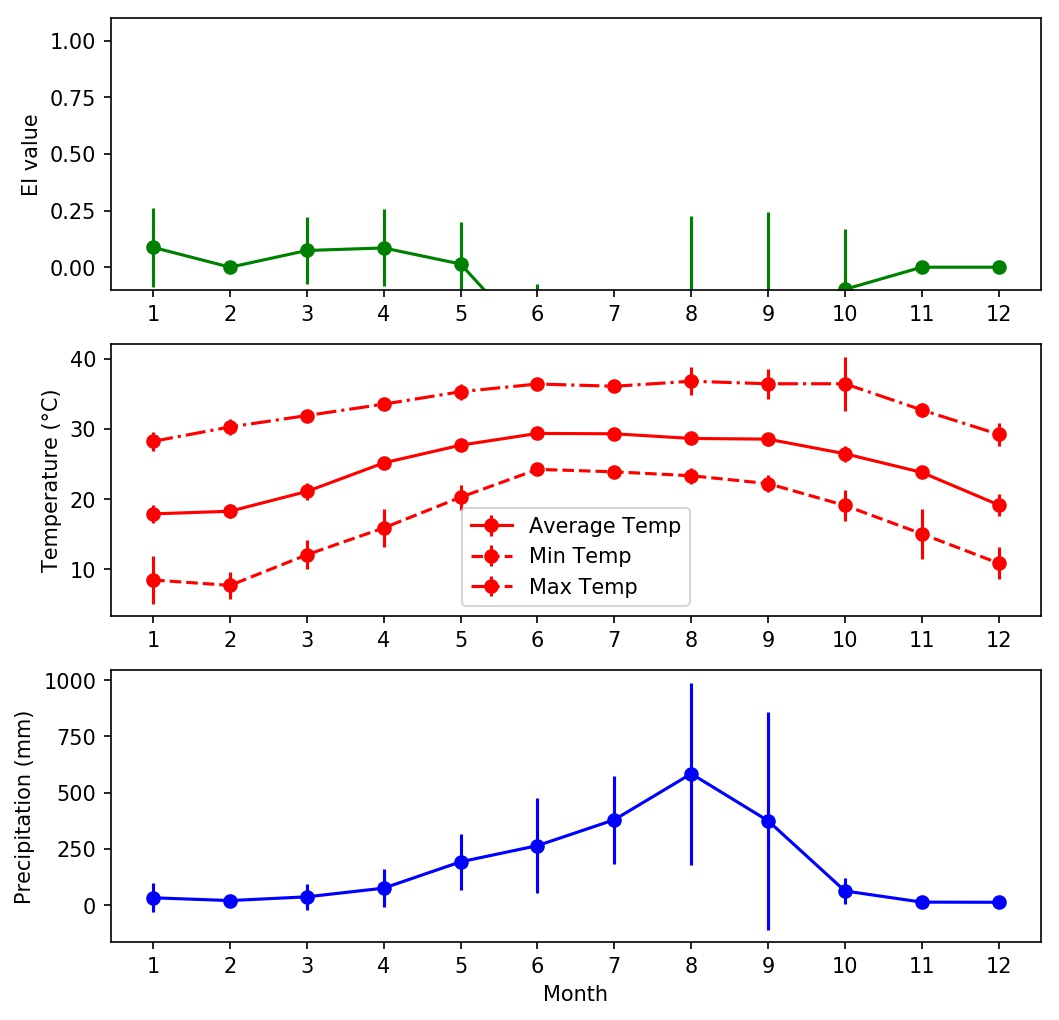 EI value
1.00
0.75
0.50
0.25
0.00
1 2 3 4 5 6 7 8 9 10 11 12
Temperature (°C)
40
30
20
10
Average Temp
Min Temp
Max Temp
1 2 3 4 5 6 7 8 9 10 11 12
Precipitation (mm)
1000
750
500
250
0
1 2 3 4 5 6 7 8 9 10 11 12
Month